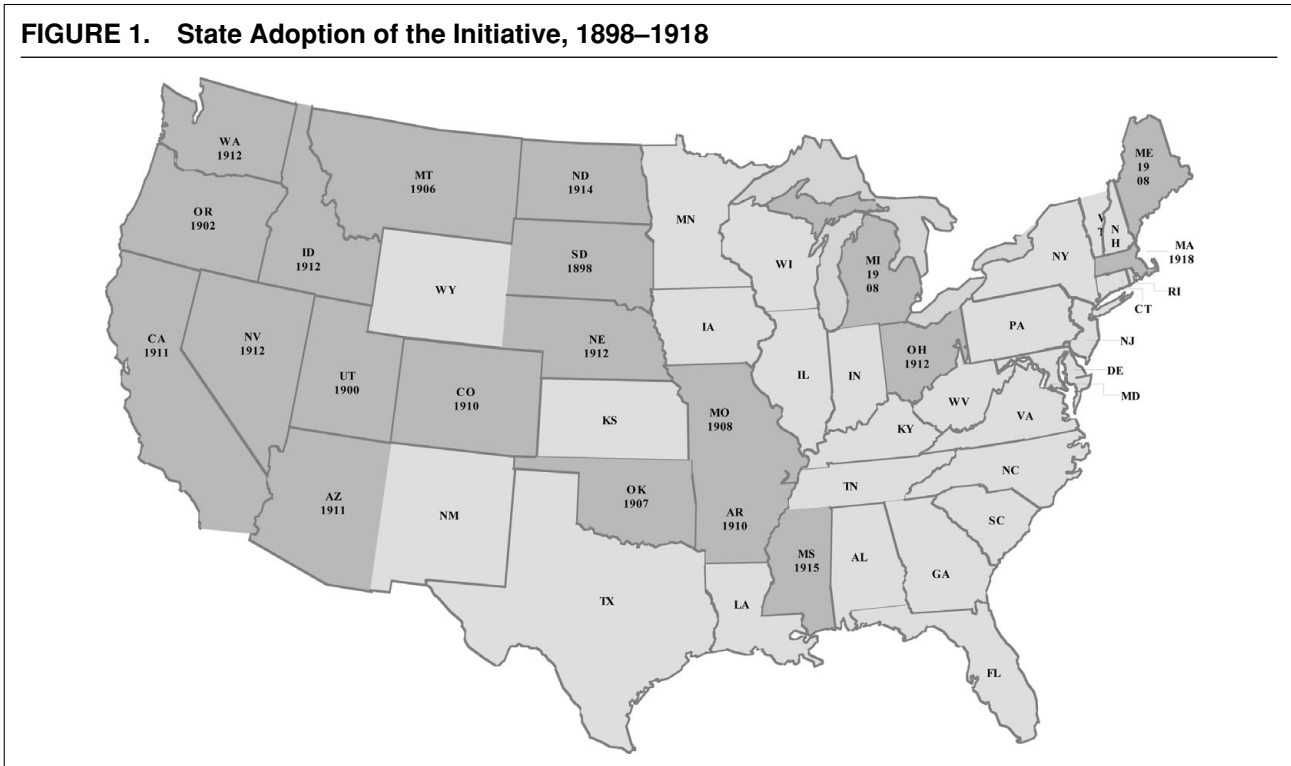 FIGURE 1. State Adoption of the Initiative, 1898–1918
WA
1912
MT
1906
ND
1914
MN
ME
19
08
OR
1902
ID
1912
SD
1898
WI
MI
19
08
NY
V
T
N
H
MA
1918
WY
RI
CT
CA
1911
NV
1912
NE
1912
IA
PA
NJ
UT
1900
CO
1910
IL
IN
OH
1912
DE
MD
KS
MO
1908
WV
VA
KY
AZ
1911
NM
OK
1907
AR
1910
TN
NC
SC
MS
1915
AL
GA
TX
LA
FL